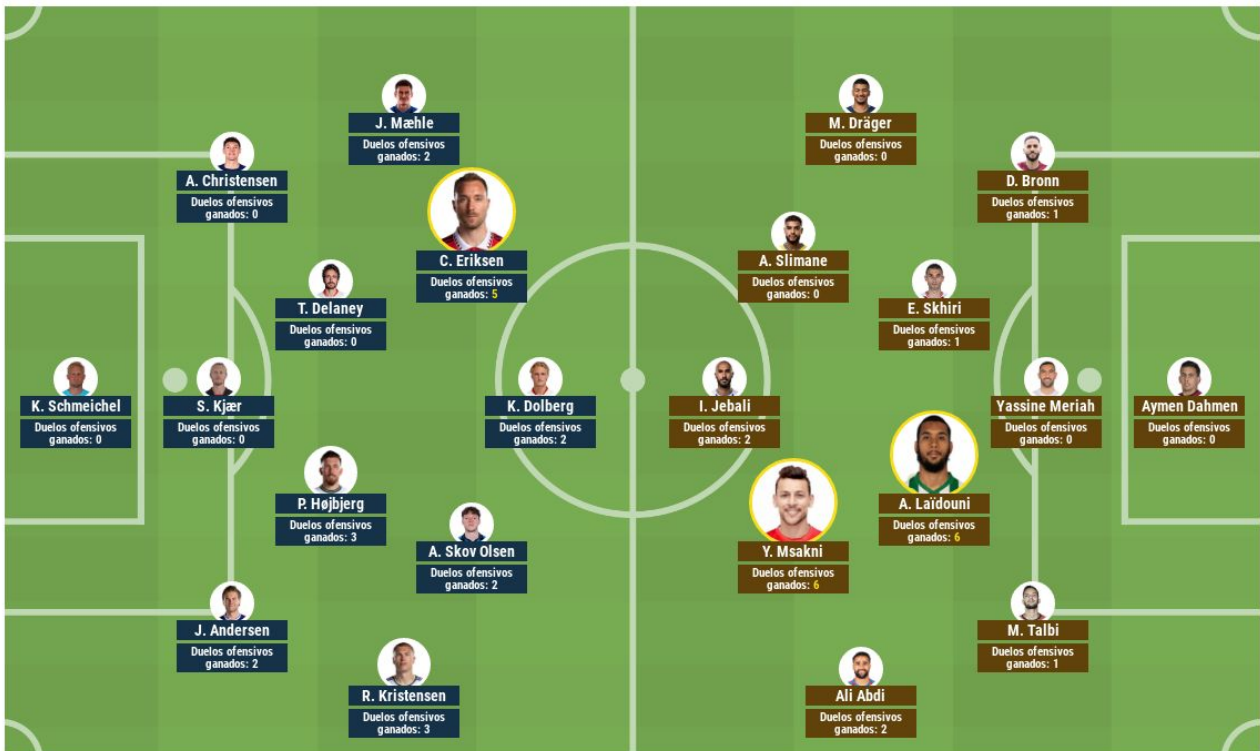 J. Mæhle
Duelos ofensivos
ganados: 2
M. Dräger
Duelos ofensivos
ganados: 0
A. Christensen
Duelos ofensivos
ganados: 0
D. Bronn
Duelos ofensivos
ganados: 1
C. Eriksen
Duelos ofensivos
ganados: 5
A. Slimane
Duelos ofensivos
ganados: 0
T. Delaney
Duelos ofensivos
ganados: 0
E. Skhiri
Duelos ofensivos
ganados: 1
K. Schmeichel
Duelos ofensivos
ganados: 0
S. Kjær
Duelos ofensivos
ganados: 0
K. Dolberg
Duelos ofensivos
ganados: 2
I. Jebali
Duelos ofensivos
ganados: 2
Yassine Meriah
Duelos ofensivos
ganados: 0
Aymen Dahmen
Duelos ofensivos
ganados: 0
P. Højbjerg
Duelos ofensivos
ganados: 3
A. Laïdouni
Duelos ofensivos
ganados: 6
A. Skov Olsen
Duelos ofensivos
ganados: 2
Y. Msakni
Duelos ofensivos
ganados: 6
J. Andersen
Duelos ofensivos
ganados: 2
M. Talbi
Duelos ofensivos
ganados: 1
R. Kristensen
Duelos ofensivos
ganados: 3
Ali Abdi
Duelos ofensivos
ganados: 2